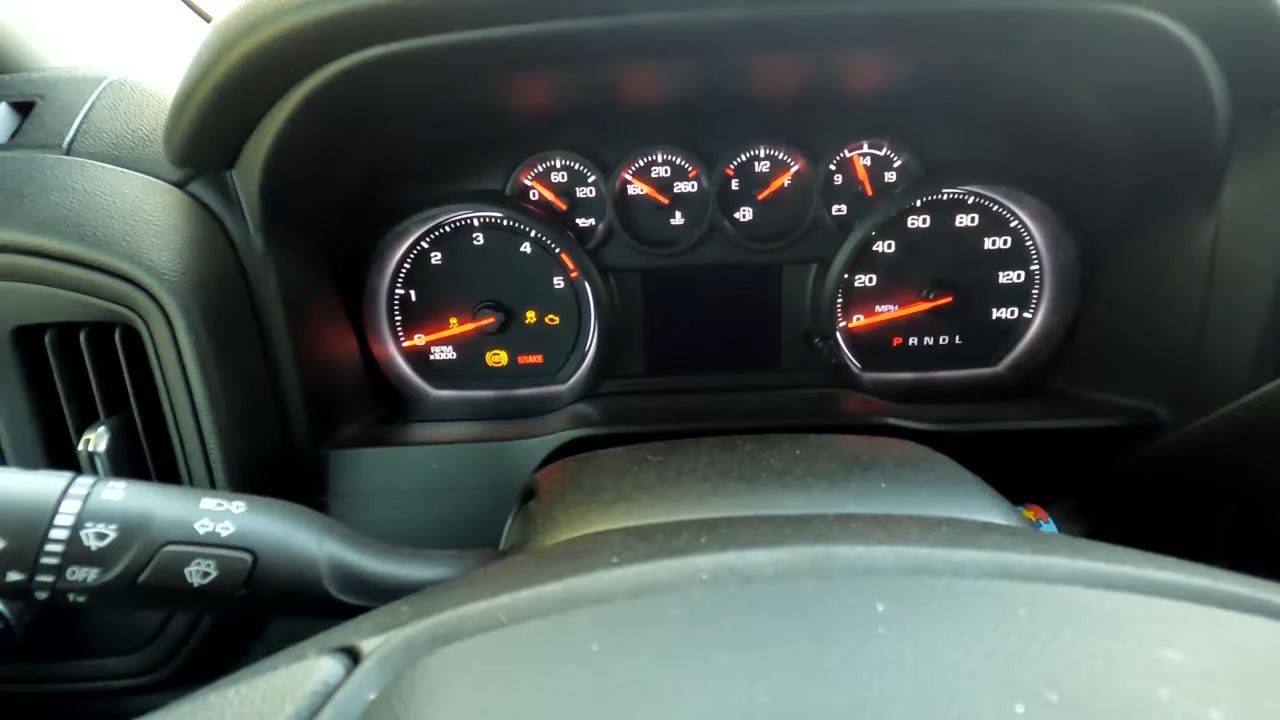 0 60 120
160 210 260
E 1/2 F
9 14 19
0 1 2 3 4 5
RPM
x1000
ABS
BRAKE
0 20 40 60 80 100 120 140
MPH
P R N D L
OFF